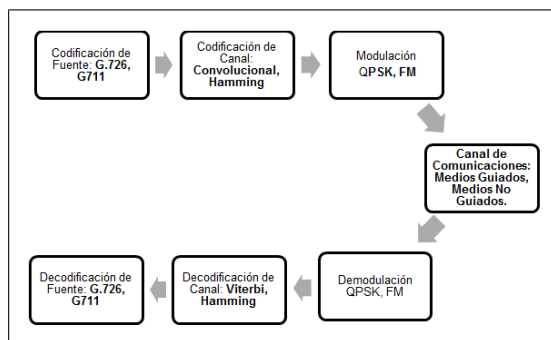 Codificación de
Fuente: G.726,
G711
Codificación de
Canal:
Convolucional,
Hamming
Modulación
QPSK, FM
Canal de
Comunicaciones:
Medios Guiados,
Medios No
Guiados.
Decodificación de
Fuente: G.726,
G711
Decodificación de
Canal: Viterbi,
Hamming
Demodulación
QPSK, FM